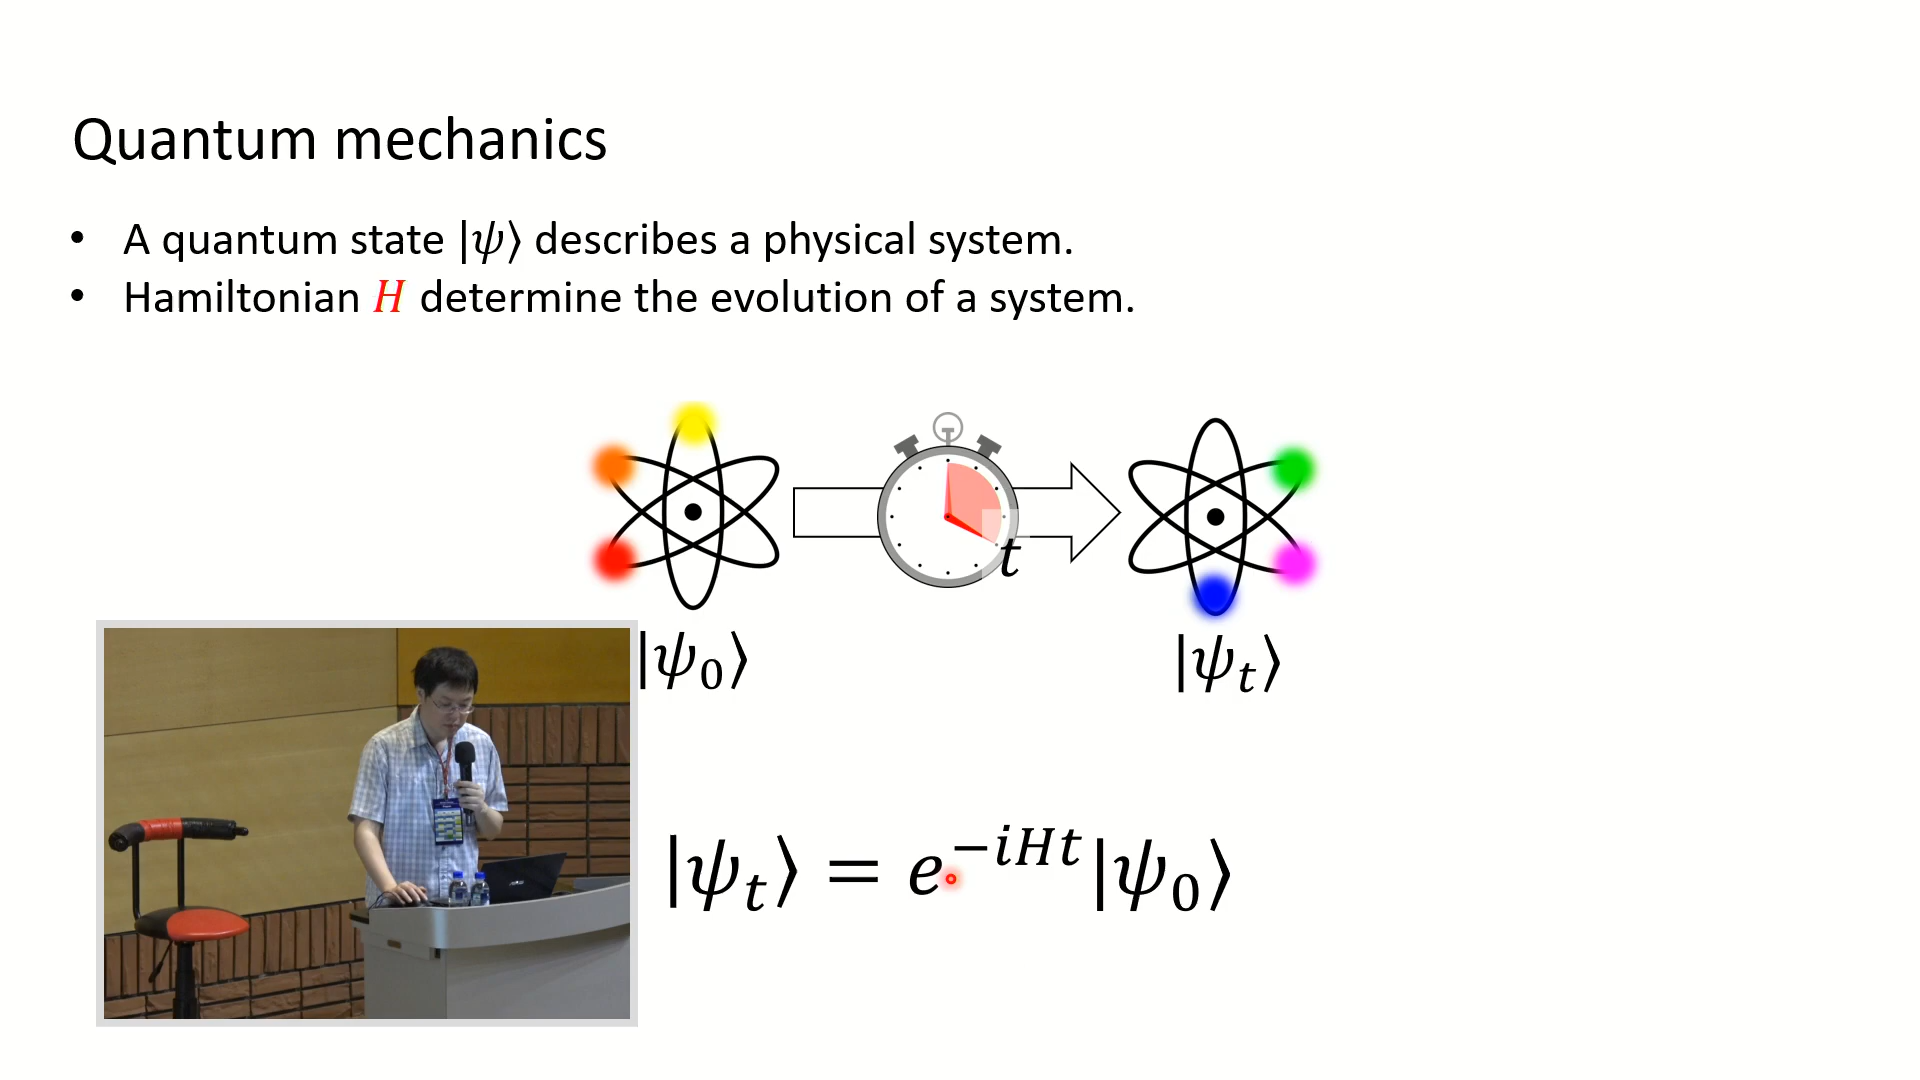 Quantum mechanics
• A quantum state |ψ⟩ describes a physical system.
• Hamiltonian H determine the evolution of a system.
t
|ψ₀⟩
|ψₜ⟩
|ψₜ⟩ = e^{−iHt}|ψ₀⟩